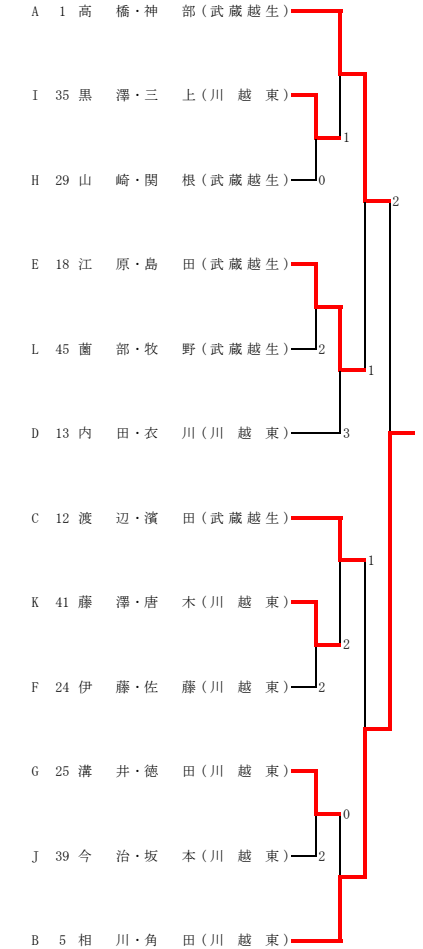 A 1 高 橋・神 部(武蔵越生)
I 35 黒 澤・三 上(川 越 東)
1
H 29 山 崎・関 根(武蔵越生) 0
2
E 18 江 原・島 田(武蔵越生)
L 45 薗 部・牧 野(武蔵越生) 2
1
D 13 内 田・衣 川(川 越 東) 3
C 12 渡 辺・濱 田(武蔵越生)
1
K 41 藤 澤・唐 木(川 越 東)
2
F 24 伊 藤・佐 藤(川 越 東) 2
G 25 溝 井・徳 田(川 越 東)
0
J 39 今 治・坂 本(川 越 東) 2
B 5 相 川・角 田(川 越 東)